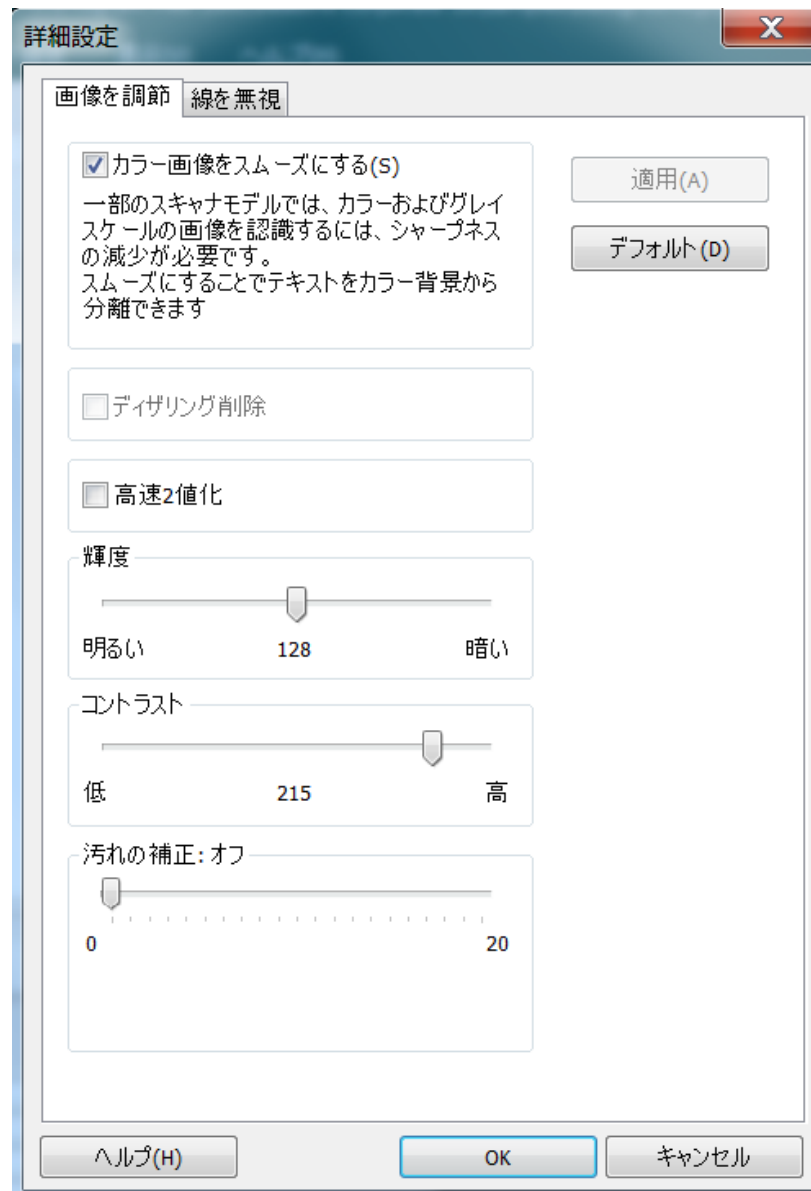 詳細設定
画像を調節
線を無視
カラー画像をスムーズにする(S)
一部のスキャナモデルでは、カラーおよびグレイ
スケールの画像を認識するには、シャープネス
の減少が必要です。
スムーズにすることでテキストをカラー背景から
分離できます
適用(A)
デフォルト(D)
ディザリング削除
高速2値化
輝度
明るい 128 暗い
コントラスト
低 215 高
汚れの補正: オフ
0 20
ヘルプ(H) OK キャンセル